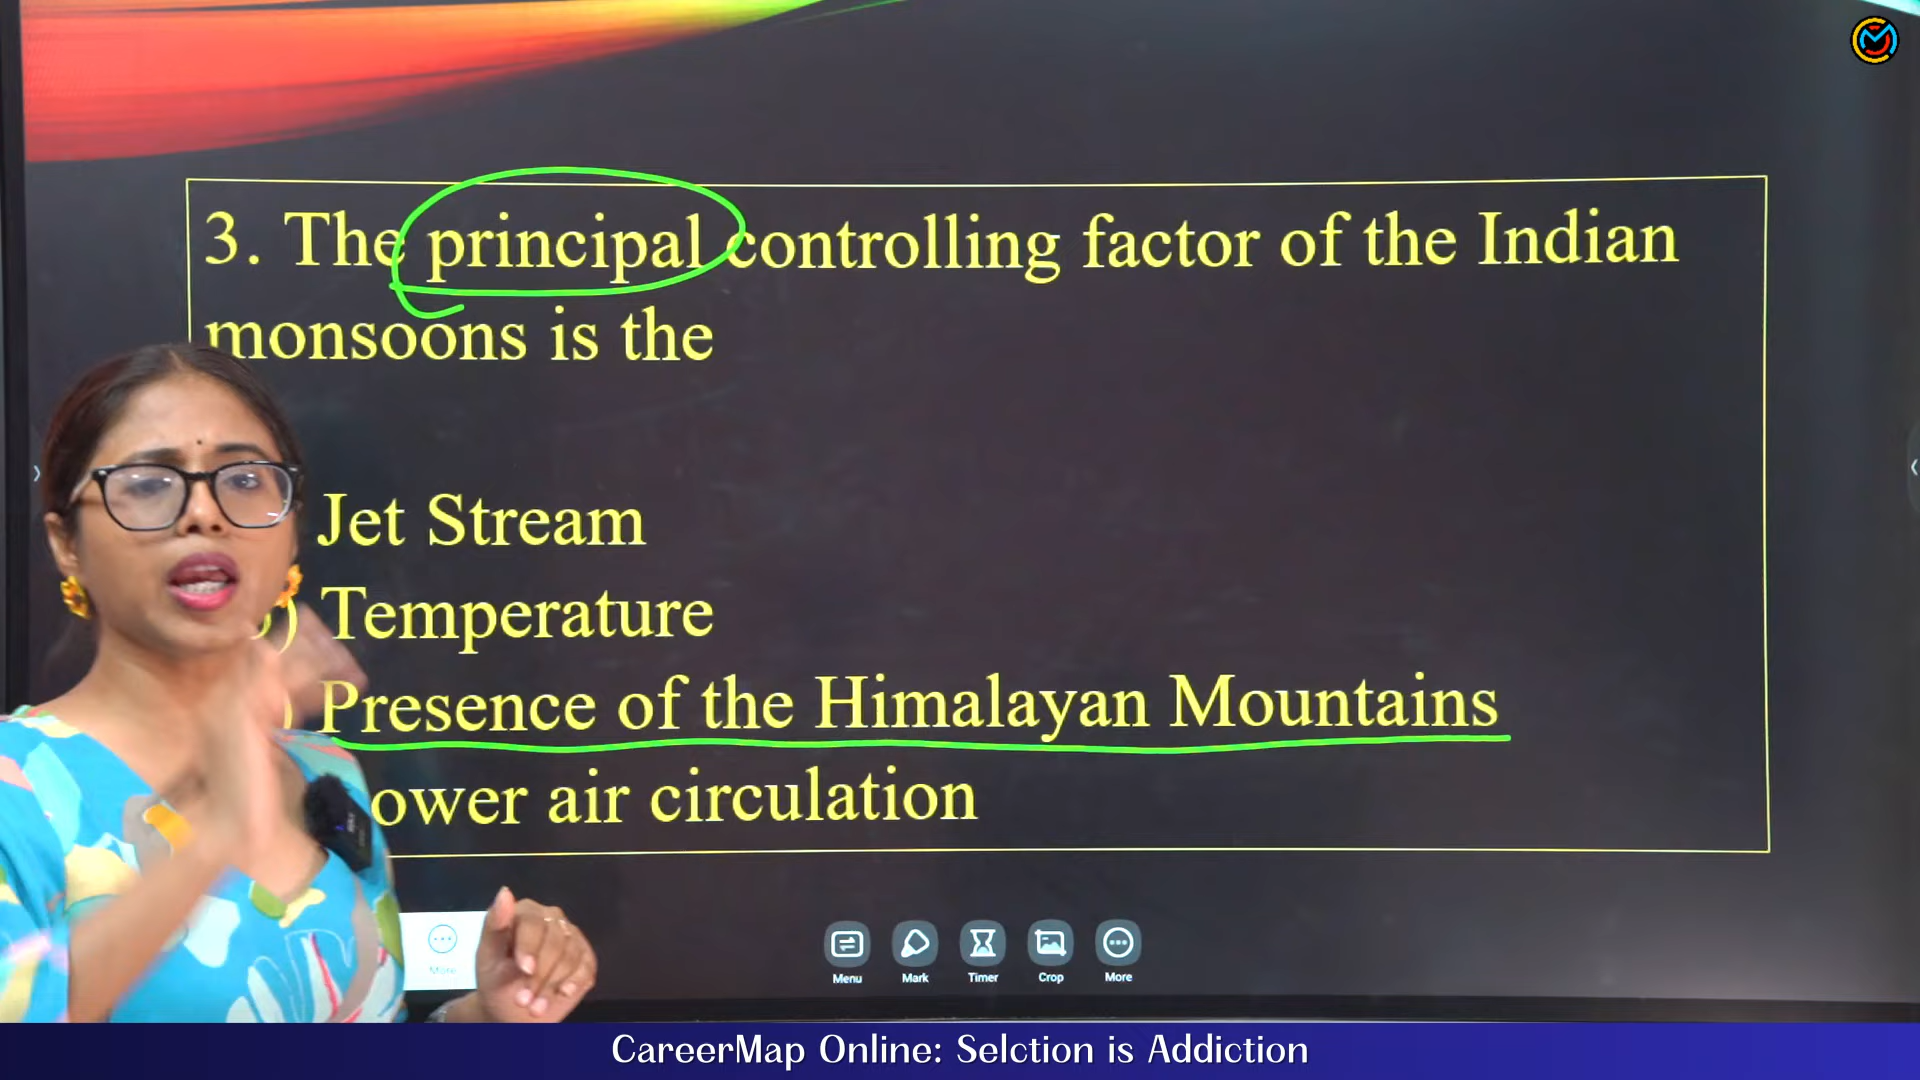 3. The principal controlling factor of the Indian
monsoons is the
Jet Stream
) Temperature
) Presence of the Himalayan Mountains
ower air circulation
More
Menu
Mark
Timer
Crop
More
CareerMap Online: Selction is Addiction